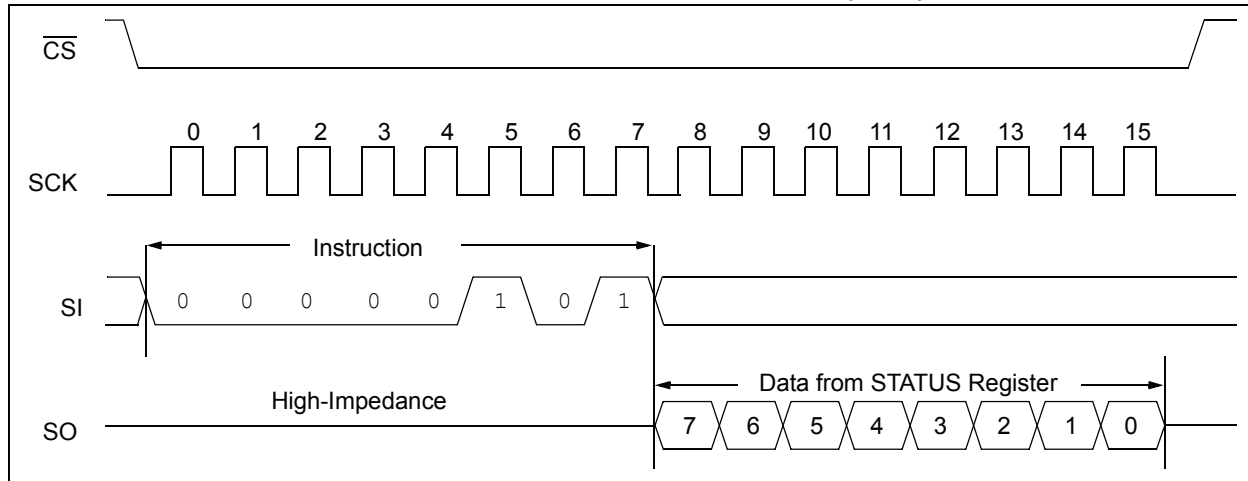 CS
0 1 2 3 4 5 6 7 8 9 10 11 12 13 14 15
SCK
Instruction
SI 0 0 0 0 0 1 0 1
Data from STATUS Register
High-Impedance
SO 7 6 5 4 3 2 1 0